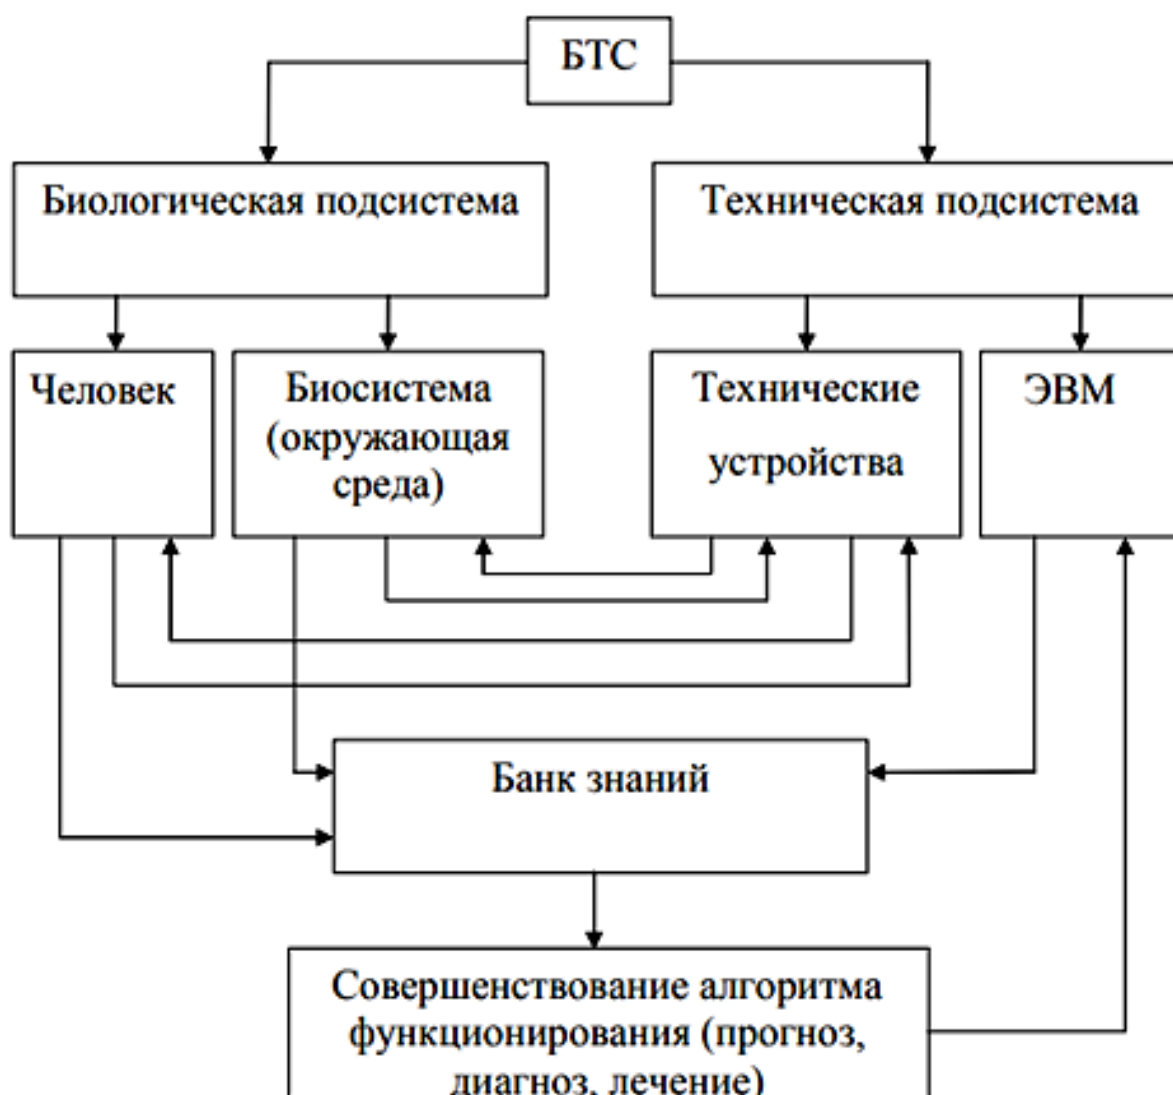 БТС
Биологическая подсистема
Техническая подсистема
Человек
Биосистема
(окружающая
среда)
Технические
устройства
ЭВМ
Банк знаний
Совершенствование алгоритма
функционирования (прогноз,
диагноз, лечение)